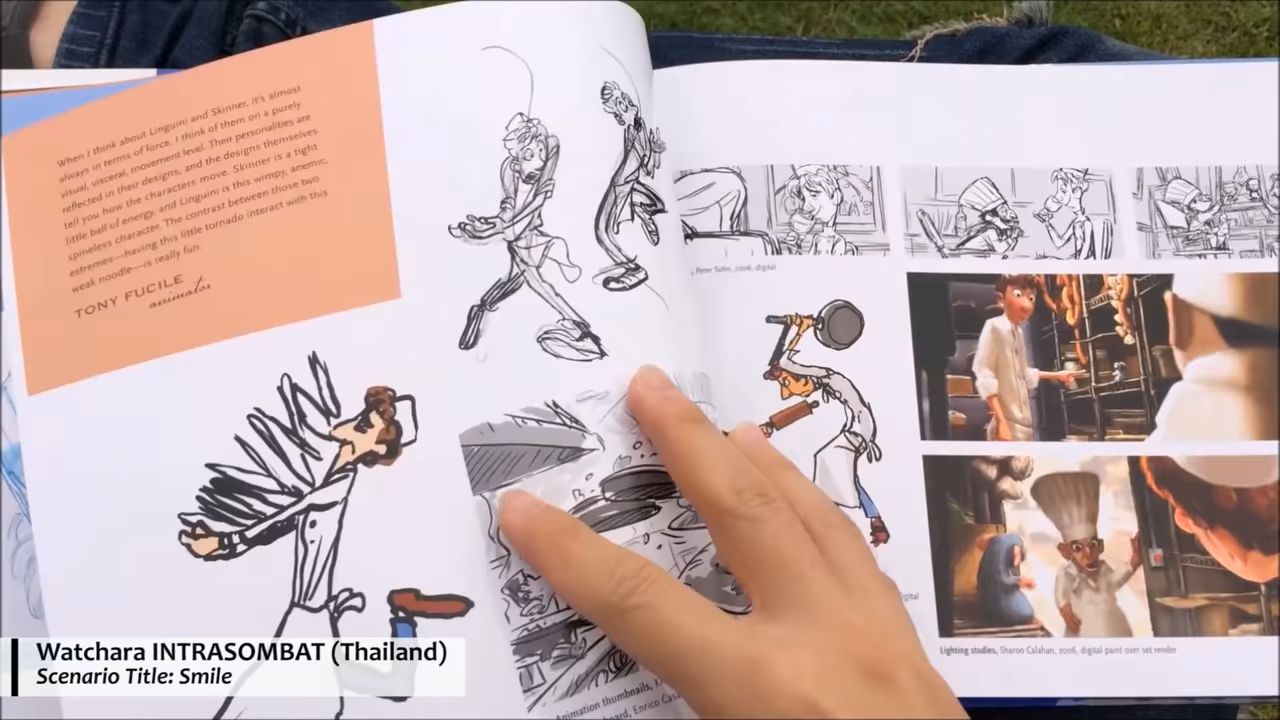 When I think about Linguini and Skinner, it's almost
always in terms of force. I think of them on a purely
visual, visceral, movement level. Their personalities are
reflected in their designs, and the designs themselves
tell you how the characters move. Skinner is a tight
little ball of energy, and Linguini is this wimpy, anemic,
spineless character. The contrast between those two
extremes—having this little tornado interact with this
weak noodle—is really fun.
TONY FUCILE
animator
Peter Sohn, 2006, digital
digital
Lighting studies, Sharon Calahan, 2006, digital paint over set render
Animation thumbnails,
board, Enrico
Watchara INTRASOMBAT (Thailand)
Scenario Title: Smile